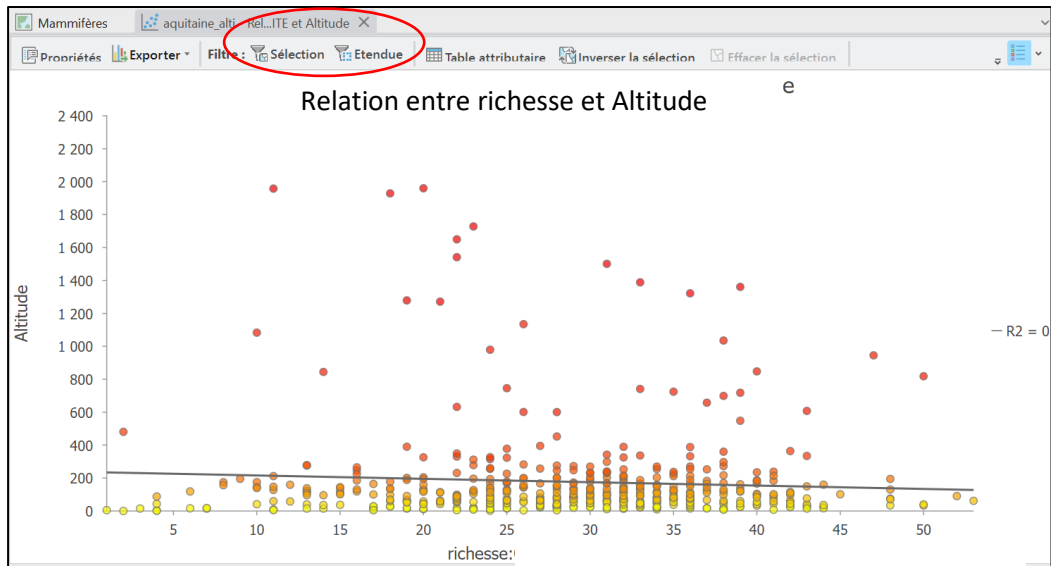 Mammifères aquitaine_alti - Rel...ITE et Altitude
Propriétés Exporter Filtre : Sélection Etendue Table attributaire Inverser la sélection Effacer la sélection
e
Relation entre richesse et Altitude
2 400
2 200
2 000
1 800
1 600
1 400
1 200
1 000
800
600
400
200
0
Altitude
R2 = 0
5 10 15 20 25 30 35 40 45 50
richesse: